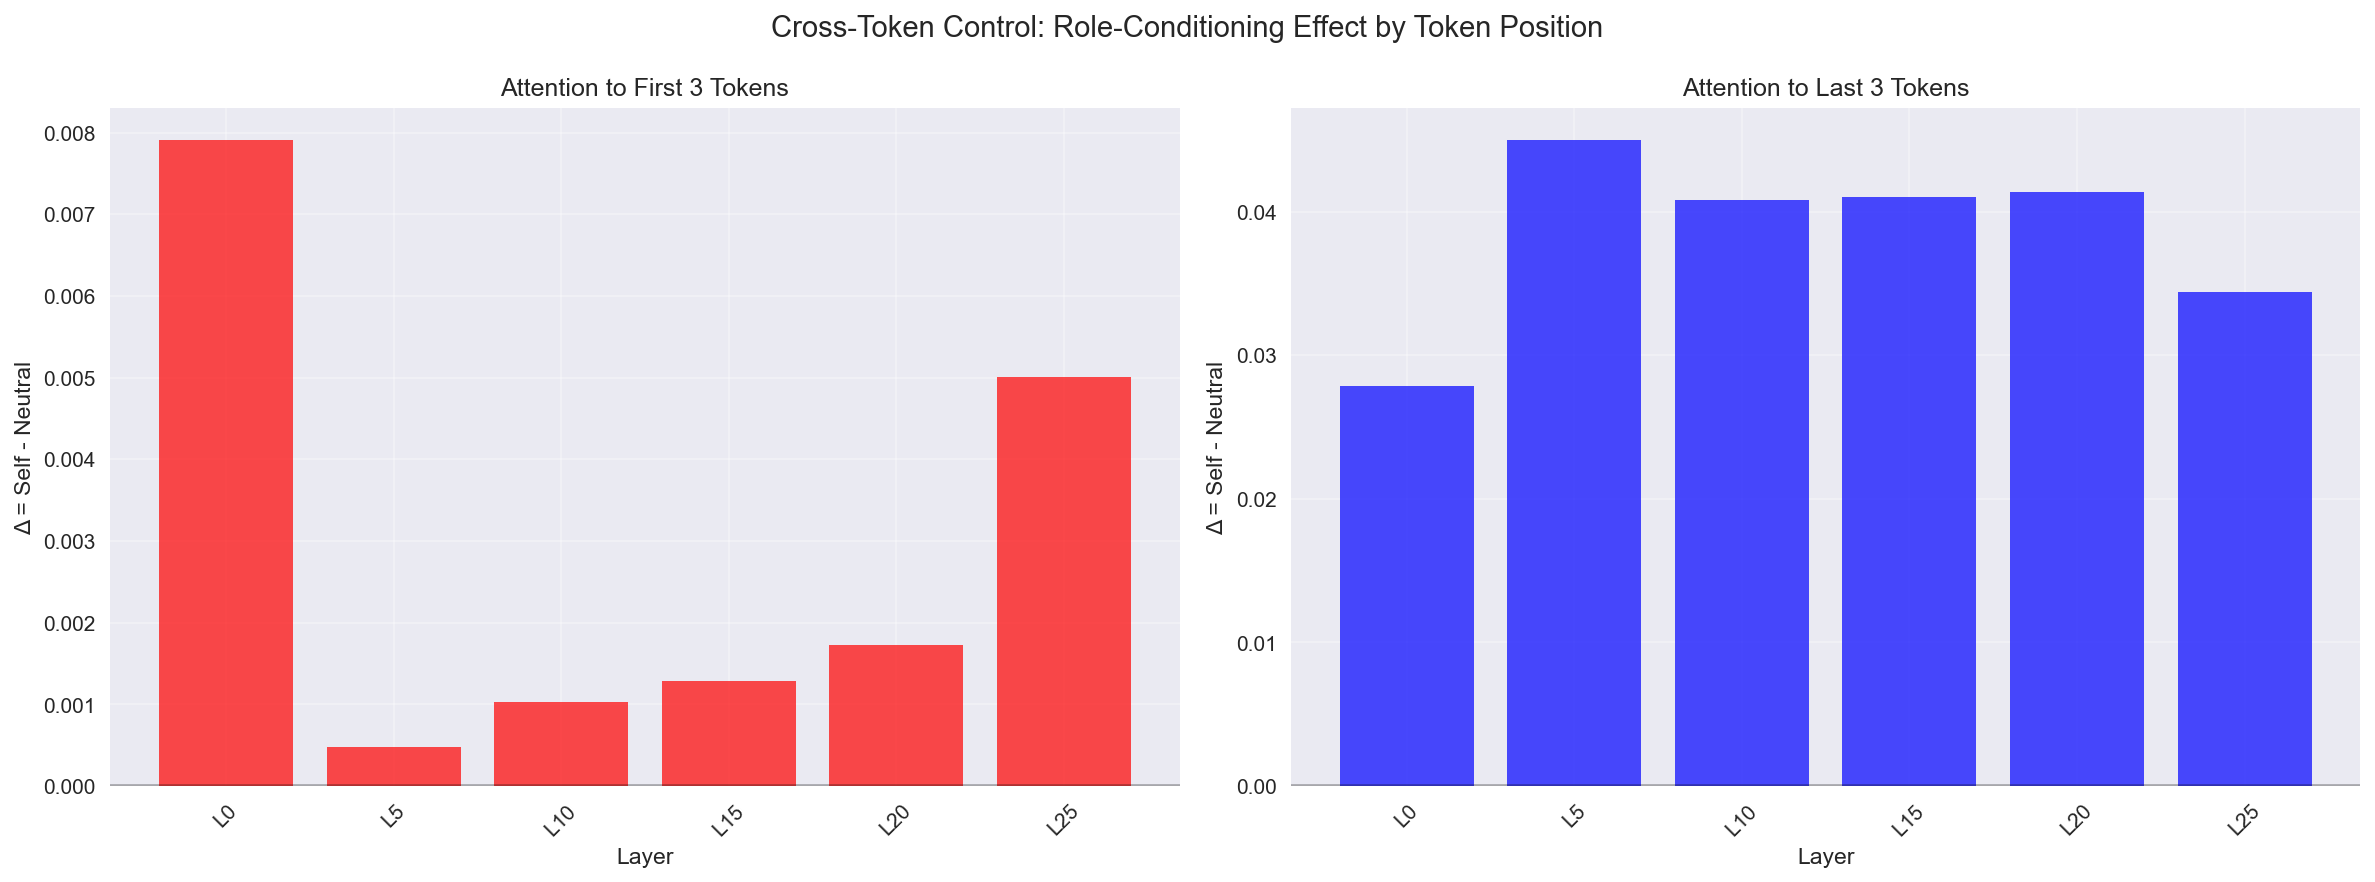 Cross-Token Control: Role-Conditioning Effect by Token Position
Attention to First 3 Tokens
0.008
0.007
0.006
0.005
0.004
0.003
0.002
0.001
0.000
Δ = Self - Neutral
L0
L5
L10
L15
L20
L25
Layer
Attention to Last 3 Tokens
0.04
0.03
0.02
0.01
0.00
Δ = Self - Neutral
L0
L5
L10
L15
L20
L25
Layer